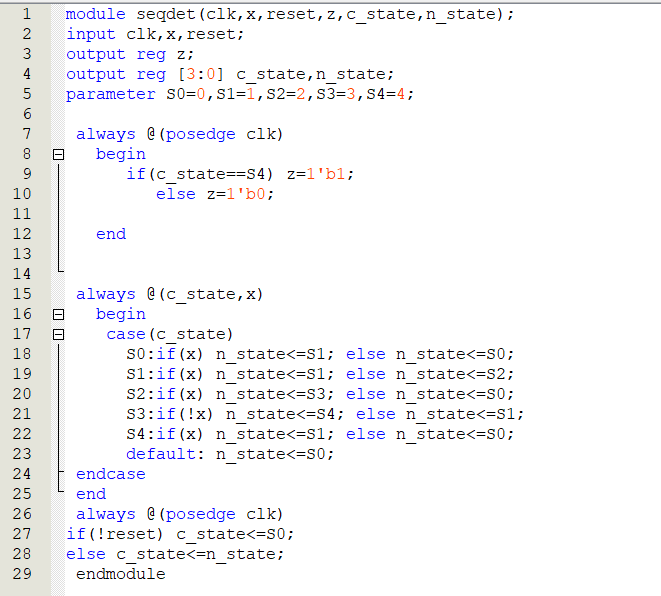 1 module seqdet(clk,x,reset,z,c_state,n_state);
2 input clk,x,reset;
3 output reg z;
4 output reg [3:0] c_state,n_state;
5 parameter S0=0,S1=1,S2=2,S3=3,S4=4;
6
7 always @(posedge clk)
8 begin
9 if(c_state==S4) z=1'b1;
10 else z=1'b0;
11
12 end
13
14
15 always @(c_state,x)
16 begin
17 case(c_state)
18 S0:if(x) n_state<=S1; else n_state<=S0;
19 S1:if(x) n_state<=S1; else n_state<=S2;
20 S2:if(x) n_state<=S3; else n_state<=S0;
21 S3:if(!x) n_state<=S4; else n_state<=S1;
22 S4:if(x) n_state<=S1; else n_state<=S0;
23 default: n_state<=S0;
24 endcase
25 end
26 always @(posedge clk)
27 if(!reset) c_state<=S0;
28 else c_state<=n_state;
29 endmodule